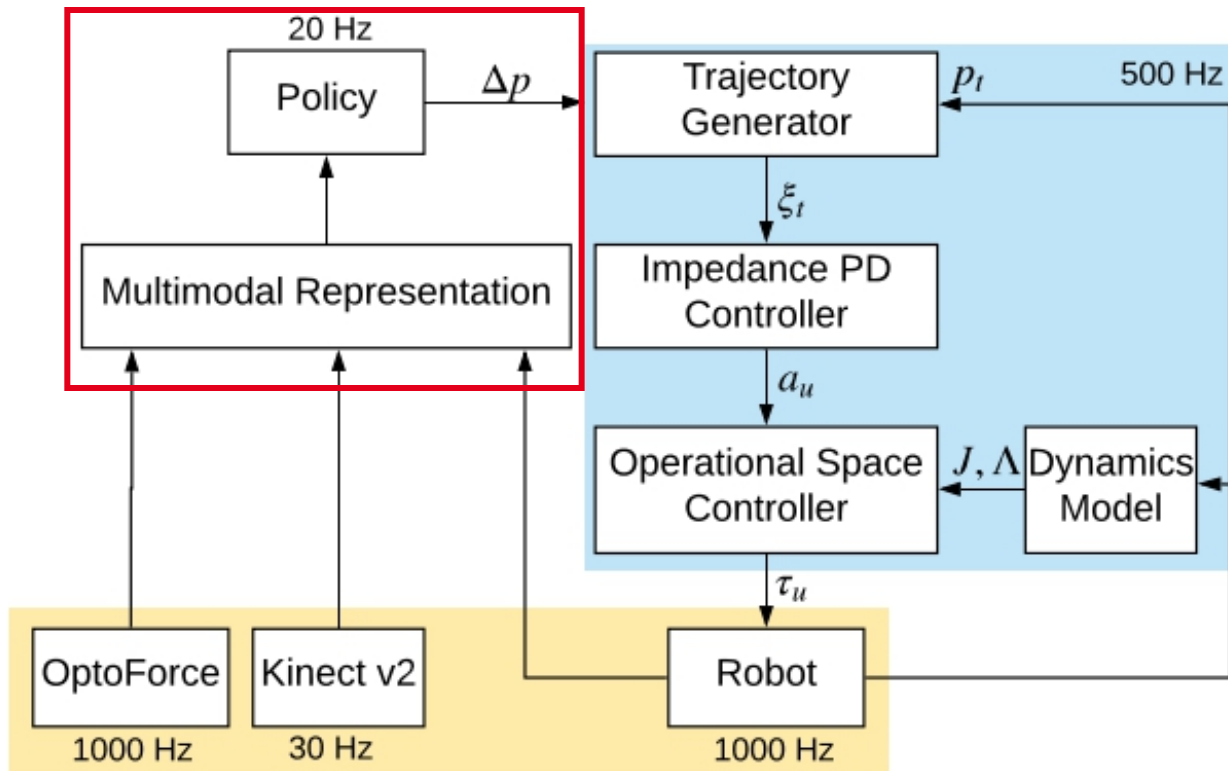 20 Hz
Policy
Δp
Trajectory
Generator
p_t
500 Hz
ξ_t
Multimodal Representation
Impedance PD
Controller
a_u
Operational Space
Controller
J, Λ
Dynamics
Model
τ_u
OptoForce
Kinect v2
Robot
1000 Hz
30 Hz
1000 Hz